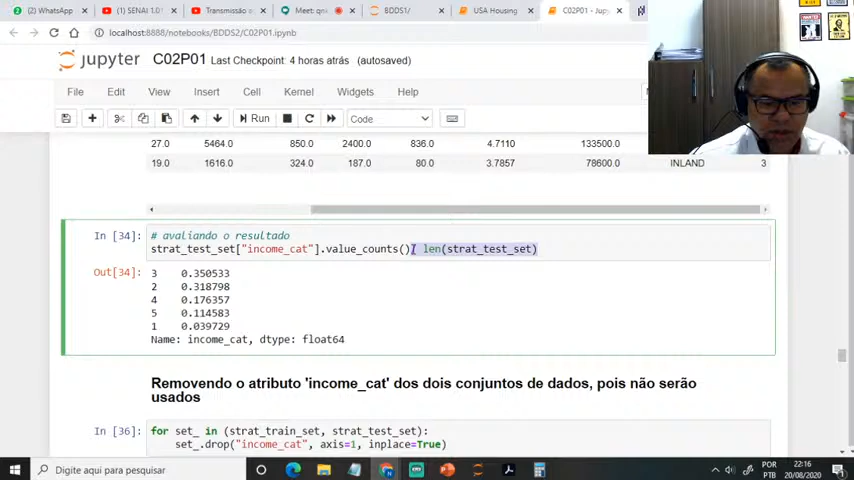 WhatsApp
(1) SENAI 1.01
Transmissão
Meet: qni
BDDS1/
USA Housing
C02P01 - Jupy
localhost:8888/notebooks/BDDS2/C02P01.ipynb
jupyter C02P01 Last Checkpoint: 4 horas atrás (autosaved)
File Edit View Insert Cell Kernel Widgets Help
Run Code
27.0 5464.0 850.0 2400.0 836.0 4.7110 133500.0
19.0 1616.0 324.0 187.0 80.0 3.7857 78600.0 INLAND 3
In [34]: # avaliando o resultado
strat_test_set["income_cat"].value_counts()/ len(strat_test_set)
Out[34]: 3 0.350533
2 0.318798
4 0.176357
5 0.114583
1 0.039729
Name: income_cat, dtype: float64
Removendo o atributo 'income_cat' dos dois conjuntos de dados, pois não serão
usados
In [36]: for set_ in (strat_train_set, strat_test_set):
set_.drop("income_cat", axis=1, inplace=True)
Digite aqui para pesquisar
POR
PTB
22:16
20/08/2020